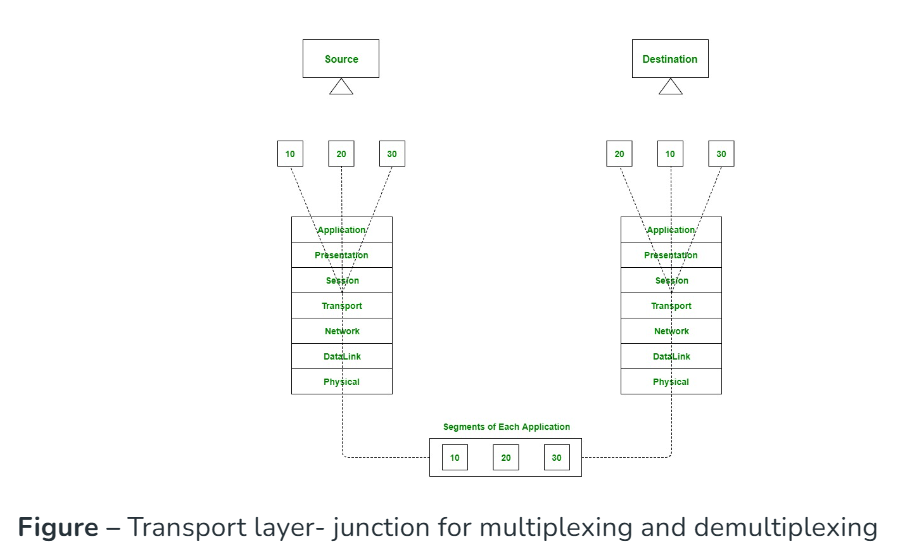 Source
Destination
10 20 30
20 10 30
Application
Presentation
Session
Transport
Network
DataLink
Physical
Application
Presentation
Session
Transport
Network
DataLink
Physical
Segments of Each Application
10 20 30
Figure – Transport layer- junction for multiplexing and demultiplexing